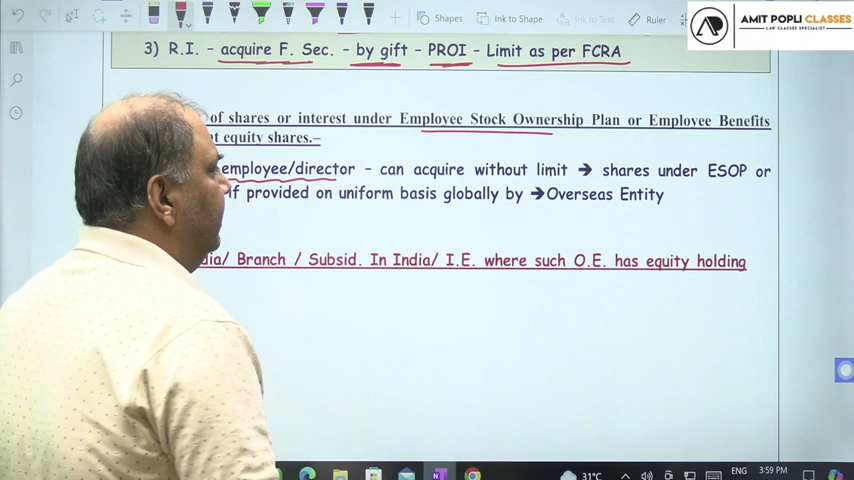 Shapes Ink to Shape Ink to Text Ruler
AMIT POPLI CLASSES
LAW CLASSES SPECIALIST
3) R.I. - acquire F. Sec. - by gift - PROI - Limit as per FCRA
of shares or interest under Employee Stock Ownership Plan or Employee Benefits
equity shares.–
employee/director - can acquire without limit → shares under ESOP or
if provided on uniform basis globally by → Overseas Entity
/ Branch / Subsid. In India/ I.E. where such O.E. has equity holding
31°C
ENG
3:59 PM